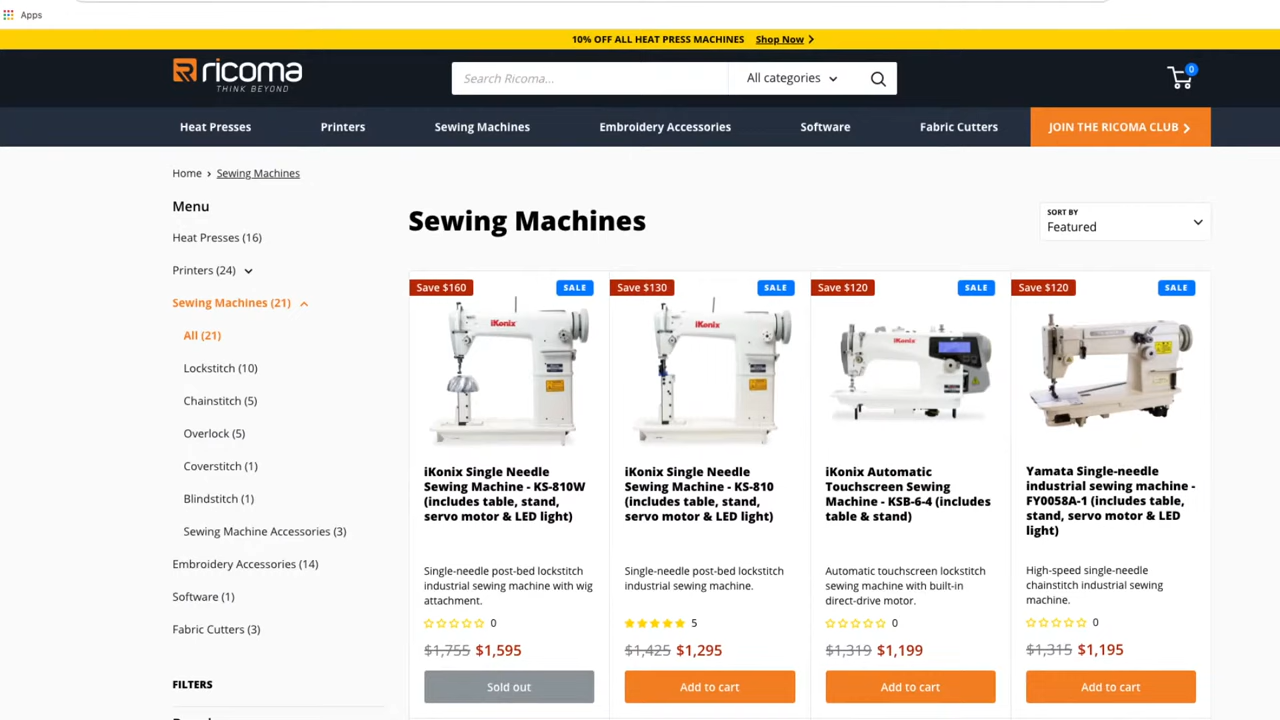 Apps
10% OFF ALL HEAT PRESS MACHINES Shop Now
ricoma
THINK BEYOND
Search Ricoma...
All categories
0
Heat Presses
Printers
Sewing Machines
Embroidery Accessories
Software
Fabric Cutters
JOIN THE RICOMA CLUB
Home › Sewing Machines
Menu
Heat Presses (16)
Printers (24)
Sewing Machines (21)
All (21)
Lockstitch (10)
Chainstitch (5)
Overlock (5)
Coverstitch (1)
Blindstitch (1)
Sewing Machine Accessories (3)
Embroidery Accessories (14)
Software (1)
Fabric Cutters (3)
FILTERS
Sewing Machines
SORT BY
Featured
Save $160
SALE
iKonix
iKonix Single Needle
Sewing Machine - KS-810W
(includes table, stand,
servo motor & LED light)
Single-needle post-bed lockstitch
industrial sewing machine with wig
attachment.
0
$1,755 $1,595
Sold out
Save $130
SALE
iKonix
iKonix Single Needle
Sewing Machine - KS-810
(includes table, stand,
servo motor & LED light)
Single-needle post-bed lockstitch
industrial sewing machine.
5
$1,425 $1,295
Add to cart
Save $120
SALE
iKonix
iKonix Automatic
Touchscreen Sewing
Machine - KSB-6-4 (includes
table & stand)
Automatic touchscreen lockstitch
sewing machine with built-in
direct-drive motor.
0
$1,319 $1,199
Add to cart
Save $120
SALE
Yamata Single-needle
industrial sewing machine -
FY0058A-1 (includes table,
stand, servo motor & LED
light)
High-speed single-needle
chainstitch industrial sewing
machine.
0
$1,315 $1,195
Add to cart